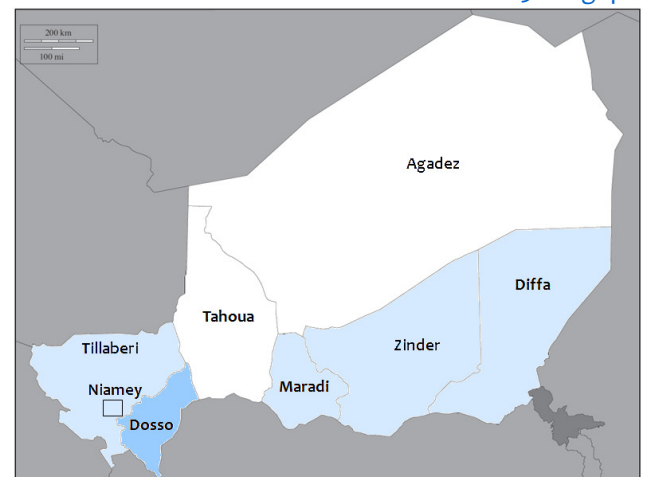 200 km
100 mi
Agadez
Diffa
Tahoua
Zinder
Tillaberi
Maradi
Niamey
Dosso